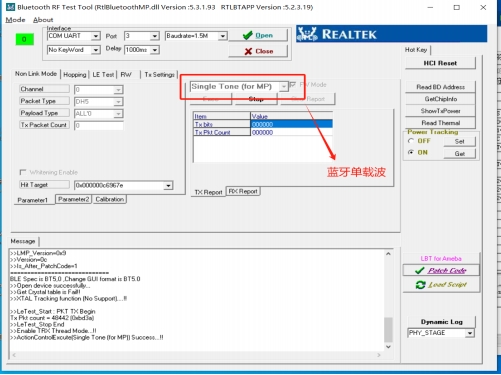 Bluetooth RF Test Tool (RtlBluetoothMP.dll Version :5.3.1.93 RTLBTAPP Version :5.2.3.19)
Mode About
0
Interface
COM UART Port 3 Baudrate=1.5M
No KeyWord Delay 1000ms
Open
Close
REALTEK
Hot Key
HCI Reset
Non Link Mode Hopping LE Test RW Tx Settings
Channel 0
Packet Type DH5
Payload Type ALL'0
Tx Packet Count 0
Whitening Enable
Hit Target 0x000000c6967e
Parameter1 Parameter2 Calibration
Single Tone (for MP)
Mode
Stop
Report
Item Value
Tx bits 000000
Tx Pkt Count 000000
蓝牙单载波
TX Report RX Report
Read BD Address
GetChipInfo
ShowTxPower
Read Thermal
Power Tracking
OFF Set
ON Get
Message
>>LMP_Version=0x9
>>Version=0c
>>Is_After_PatchCode=1
==============================
BLE Spec is BT5.0 ,Change GUI format is BT5.0
>>Open device successfully...
>>Get Crystal table is Fail!!
>>XTAL Tracking function (No Support)...!!
>>LeTest_Start : PKT TX Begin
Tx Pkt count = 48442 (0xbd3a)
>>LeTest_Stop End
>>Enable TRX Thread Mode...!!
>>ActionControlExcute(Single Tone (for MP)) Success...!!
LBT for Ameba
Patch Code
Load Script
Dynamic Log
PHY_STAGE